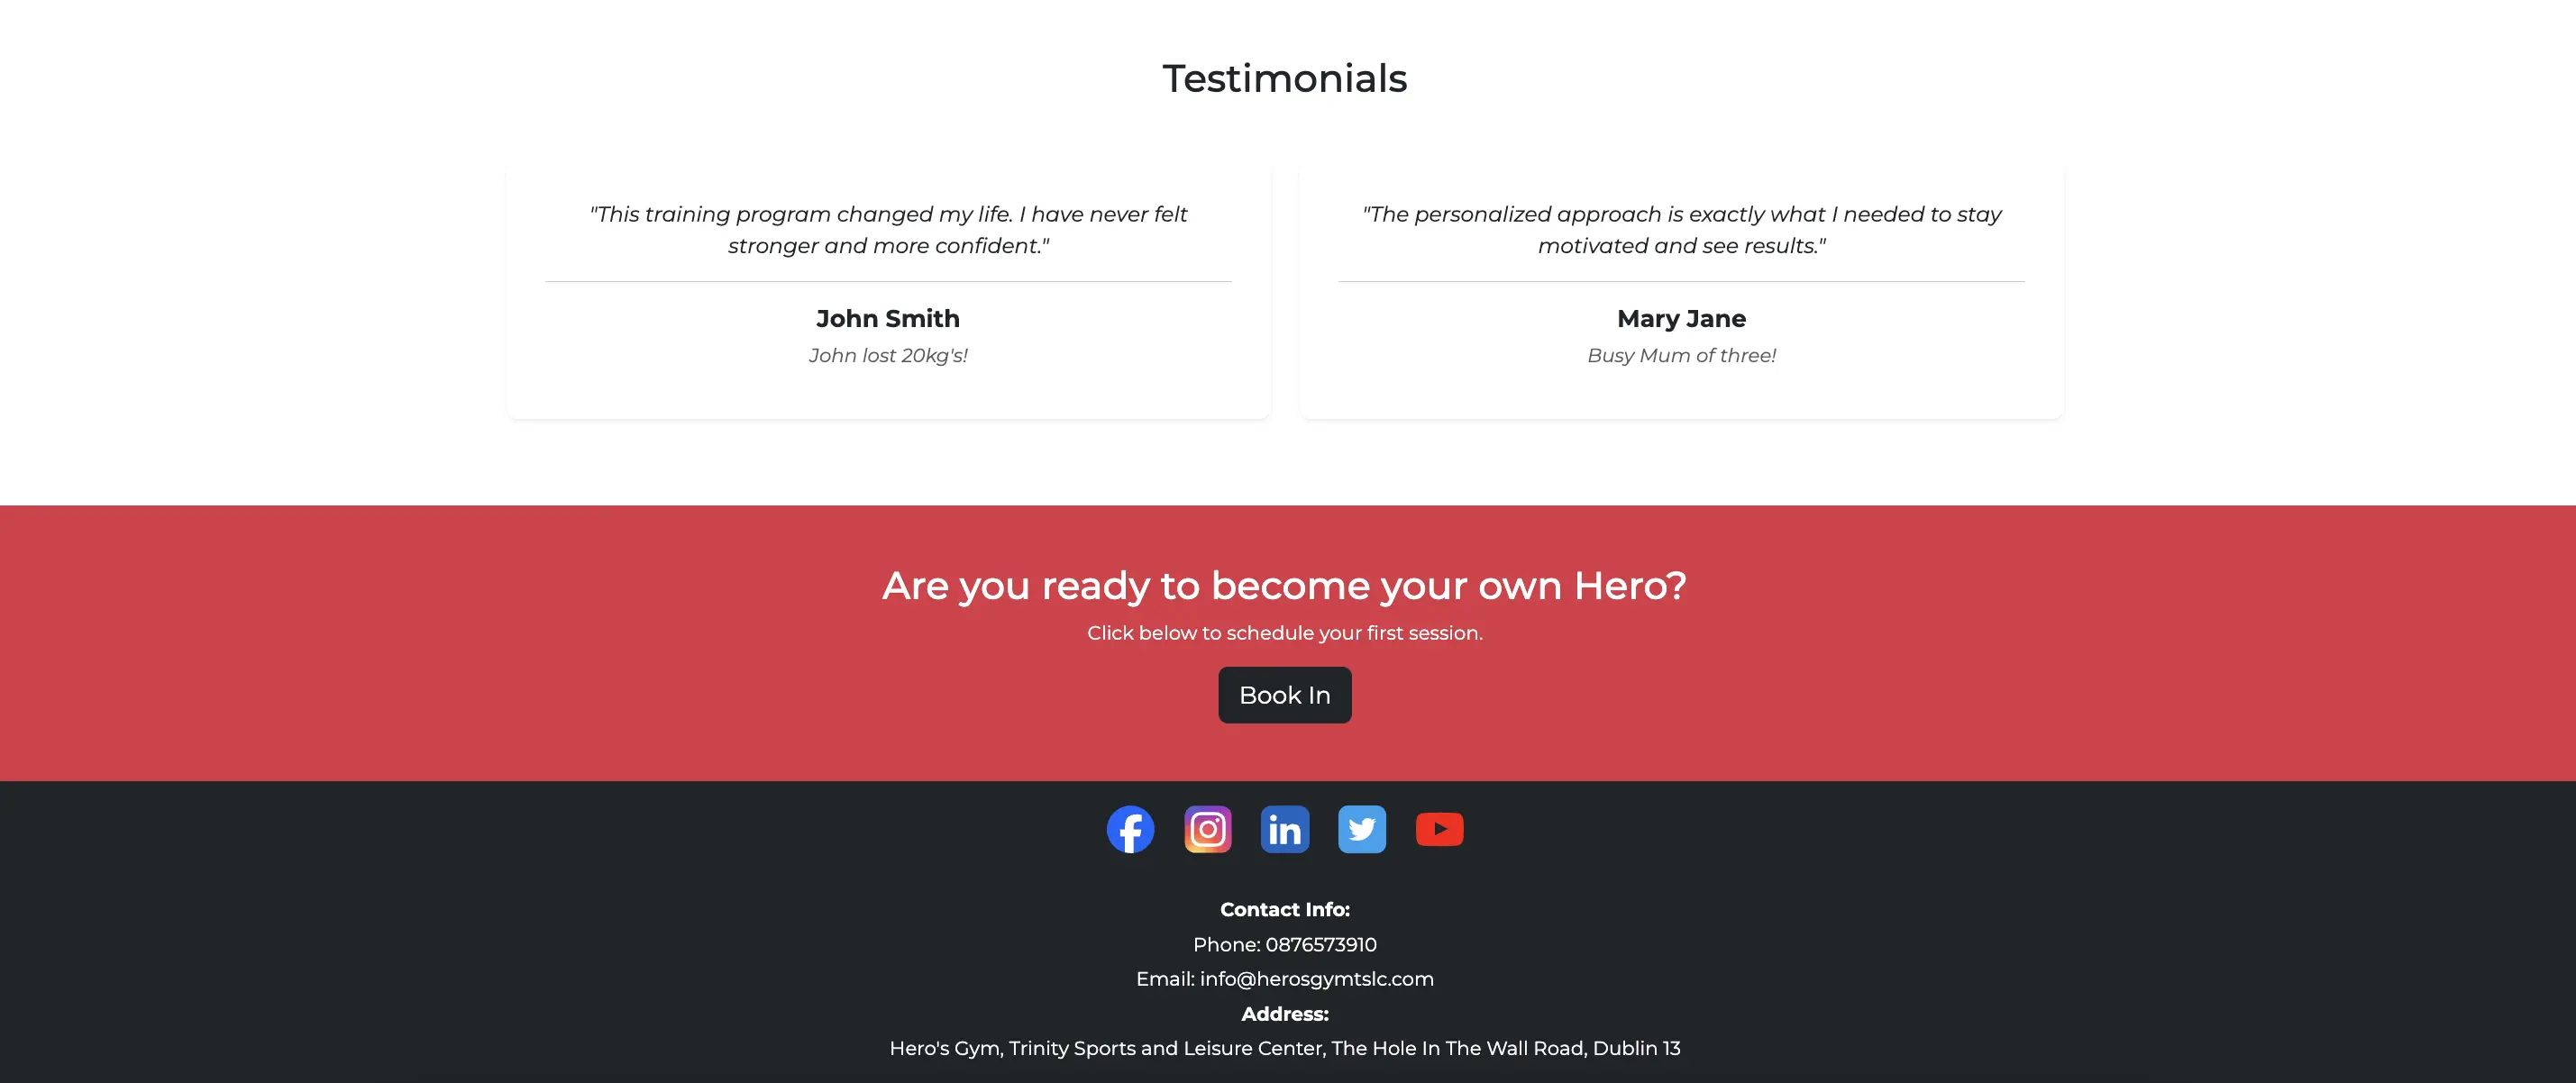 Testimonials
"This training program changed my life. I have never felt
stronger and more confident."
John Smith
John lost 20kg's!
"The personalized approach is exactly what I needed to stay
motivated and see results."
Mary Jane
Busy Mum of three!
Are you ready to become your own Hero?
Click below to schedule your first session.
Book In
Contact Info:
Phone: 0876573910
Email: info@herosgymtslc.com
Address:
Hero's Gym, Trinity Sports and Leisure Center, The Hole In The Wall Road, Dublin 13